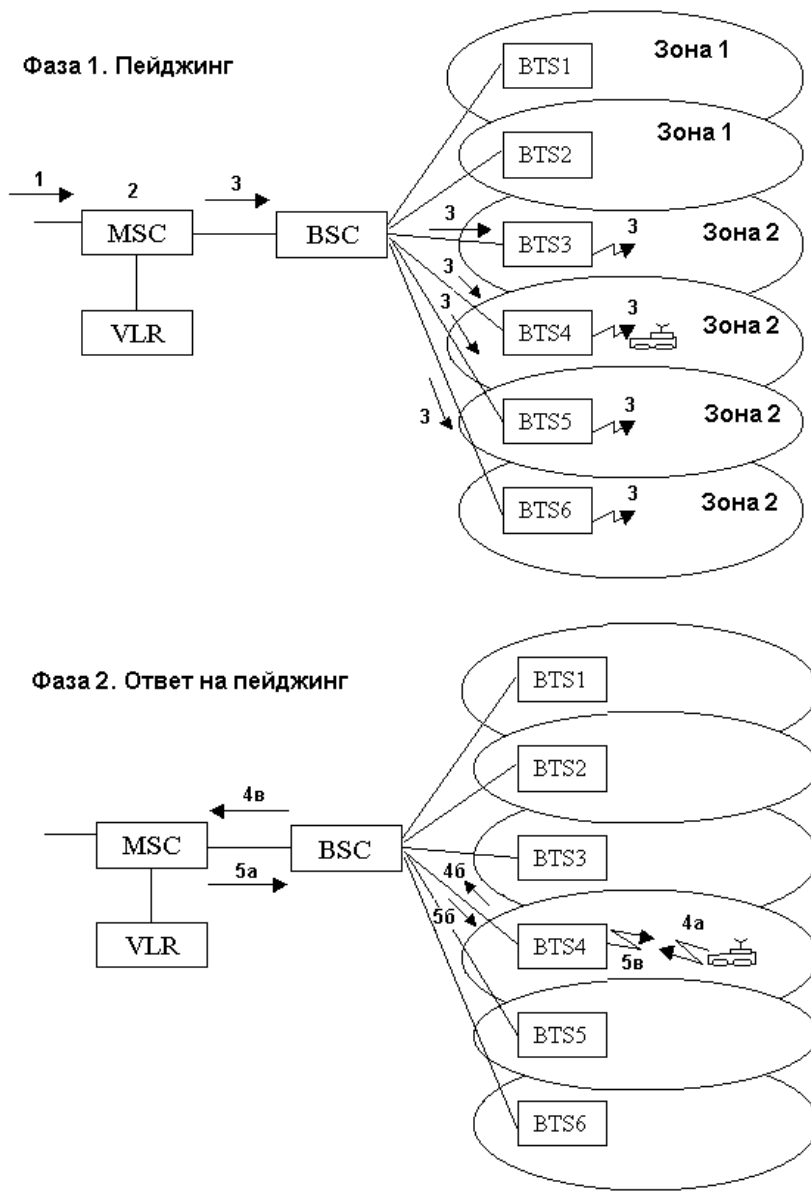 Фаза 1. Пейджинг
BTS1
Зона 1
BTS2
Зона 1
1
2
3
MSC
BSC
VLR
3
BTS3
3
Зона 2
3
BTS4
3
Зона 2
3
BTS5
3
Зона 2
3
BTS6
3
Зона 2
Фаза 2. Ответ на пейджинг
BTS1
BTS2
4в
MSC
BSC
5а
VLR
BTS3
4б
5б
BTS4
5в
4а
BTS5
BTS6